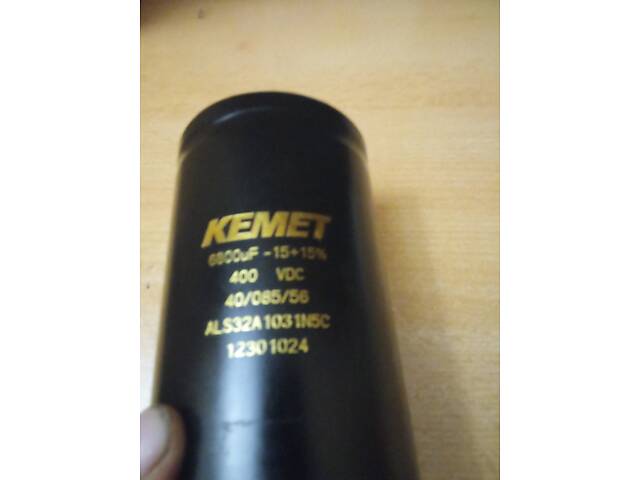 KEMET
6800uF -15+15%
400 VDC
40/085/56
ALS32A1031N5C
12301024